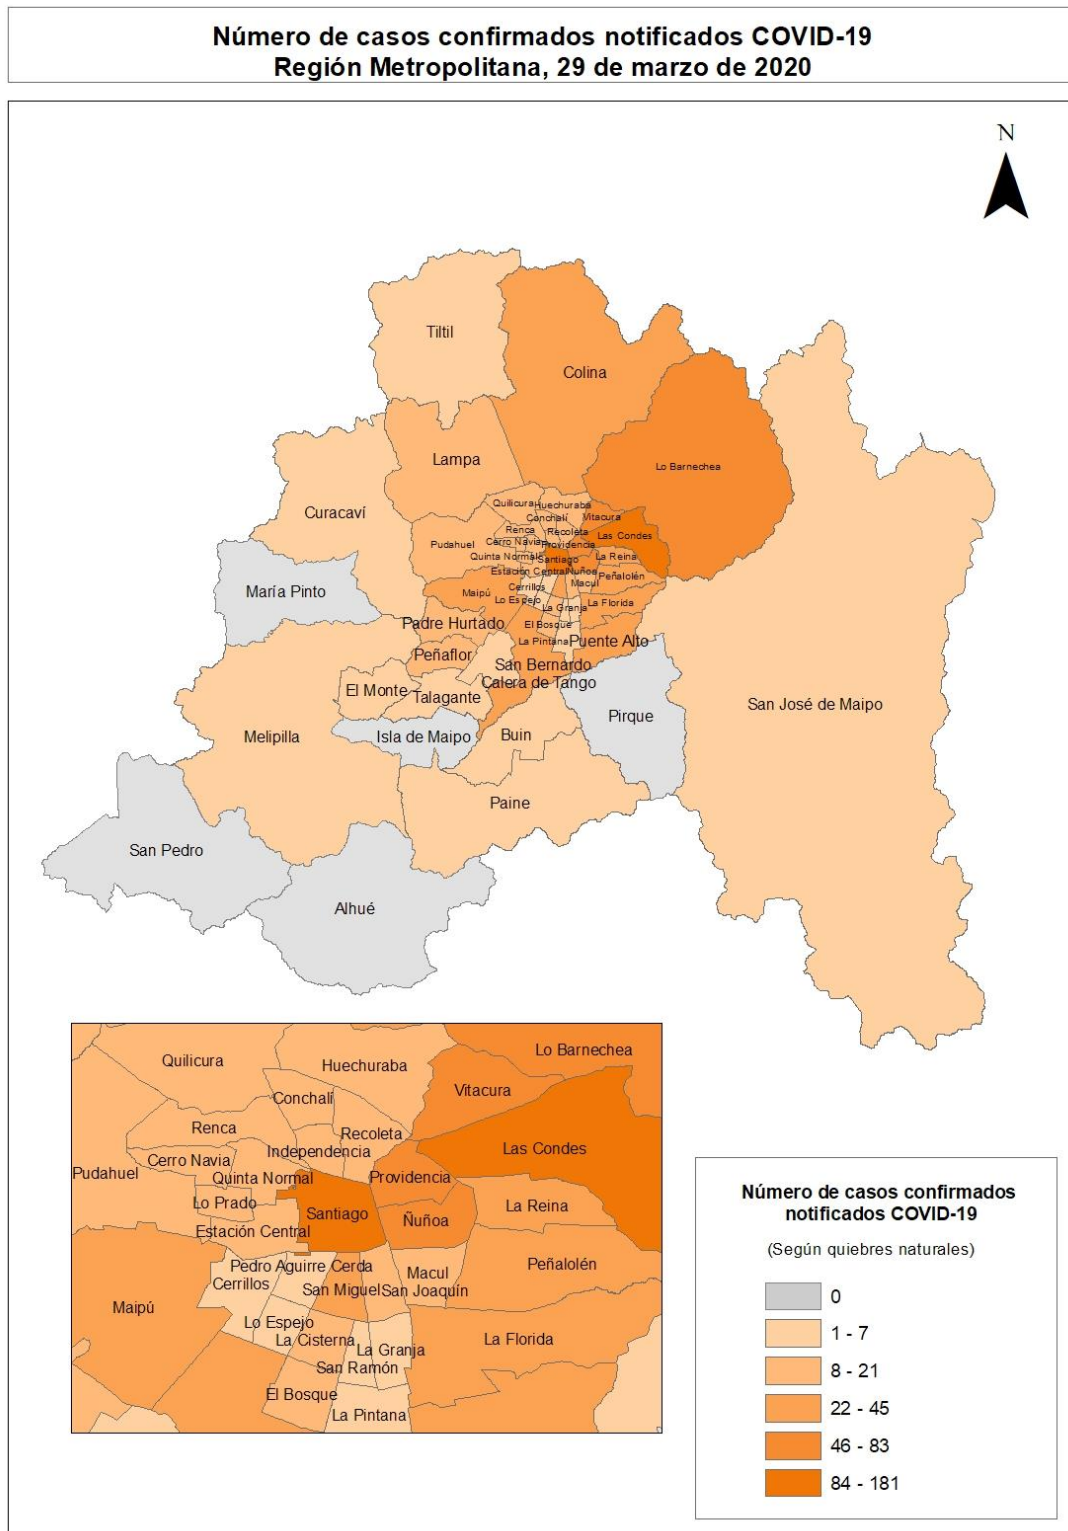 Número de casos confirmados notificados COVID-19
Región Metropolitana, 29 de marzo de 2020
N
Tiltil
Colina
Lo Barnechea
Lampa
Curacaví
Quilicura
Huechuraba
Conchalí
Vitacura
Renca
Recoleta
Las Condes
Pudahuel
Cerro Navia
Providencia
Quinta Normal
Santiago
La Reina
Estación Central
Ñuñoa
Peñalolén
Macul
María Pinto
Maipú
Cerrillos
Lo Espejo
La Granja
La Florida
Padre Hurtado
El Bosque
La Pintana
Puente Alto
Peñaflor
San Bernardo
Calera de Tango
El Monte
Talagante
San José de Maipo
Pirque
Melipilla
Isla de Maipo
Buin
Paine
San Pedro
Alhué
Lo Barnechea
Quilicura
Huechuraba
Vitacura
Conchalí
Renca
Recoleta
Las Condes
Independencia
Cerro Navia
Pudahuel
Quinta Normal
Providencia
Lo Prado
La Reina
Santiago
Ñuñoa
Estación Central
Pedro Aguirre Cerda
Peñalolén
Cerrillos
Macul
San Miguel
San Joaquín
Maipú
Lo Espejo
La Cisterna
La Florida
La Granja
San Ramón
El Bosque
La Pintana
Número de casos confirmados
notificados COVID-19
(Según quiebres naturales)
0
1 - 7
8 - 21
22 - 45
46 - 83
84 - 181